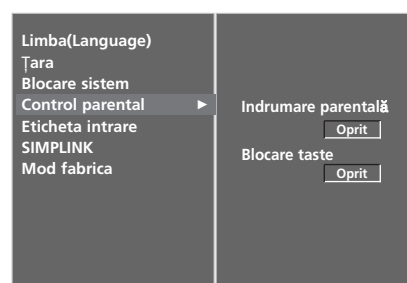 Limba(Language)
Țara
Blocare sistem
Control parental ►
Eticheta intrare
SIMPLINK
Mod fabrica
Indrumare parentală
Oprit
Blocare taste
Oprit